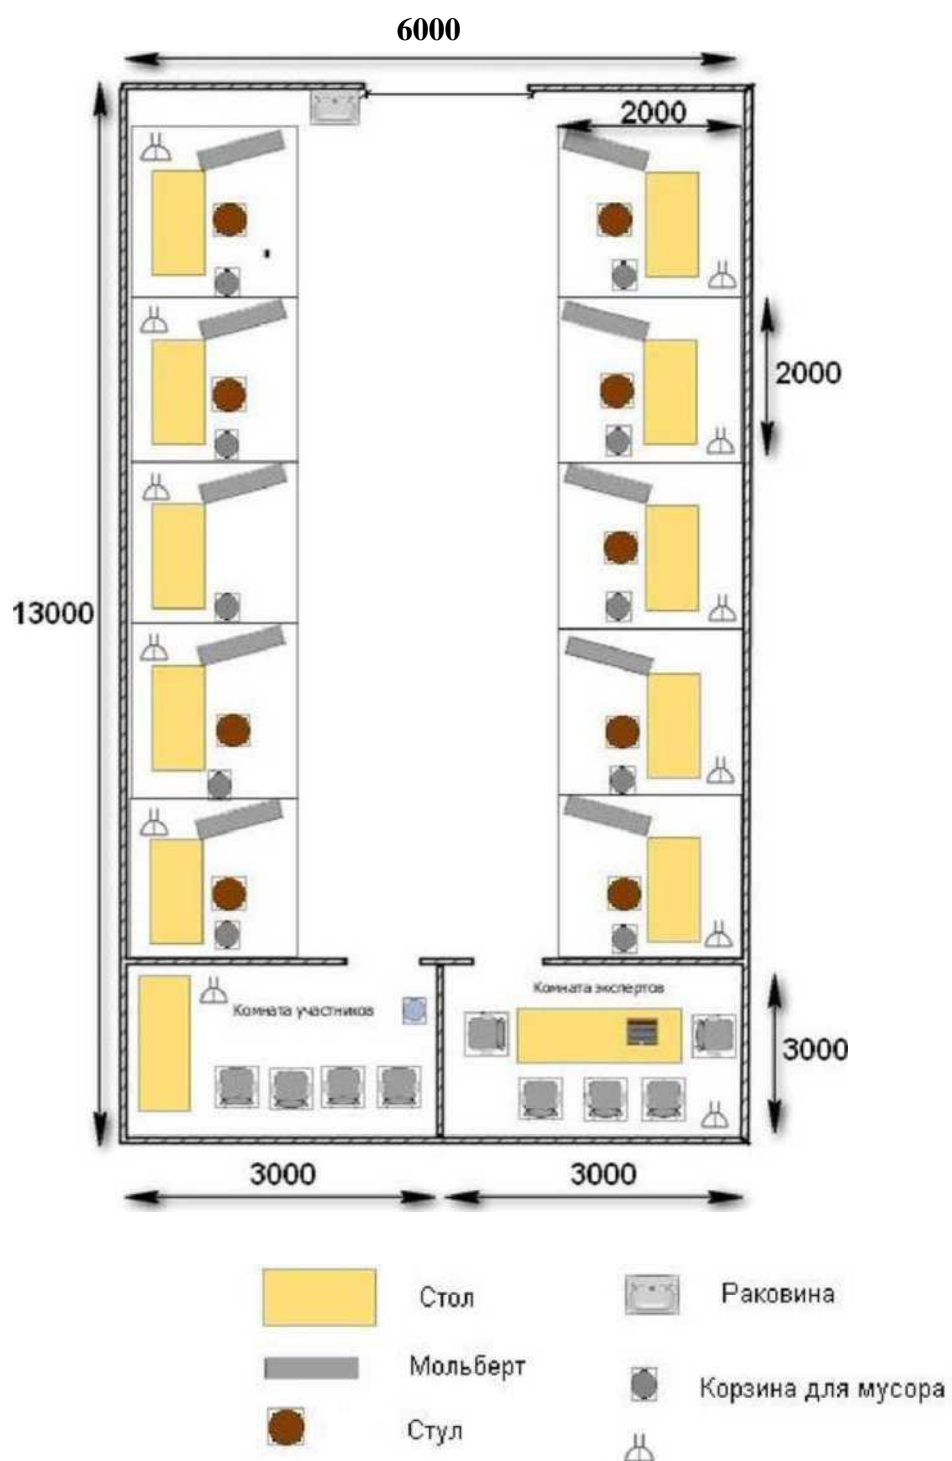 6000
2000
2000
13000
Комната участников
Комната экспертов
3000
3000
3000
Стол
Раковина
Мольберт
Корзина для мусора
Стул